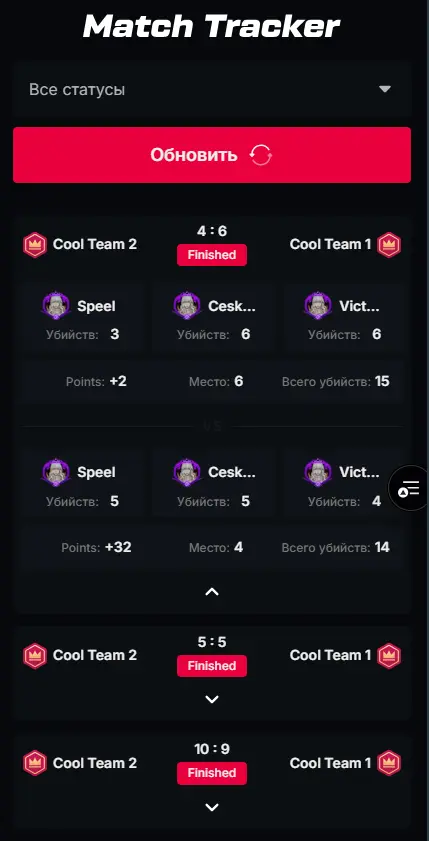 Match Tracker
Все статусы
Обновить
Cool Team 2 4 : 6 Cool Team 1
Finished
Speel Cesk... Vict...
Убийств: 3 Убийств: 6 Убийств: 6
Points: +2 Место: 6 Всего убийств: 15
VS
Speel Cesk... Vict...
Убийств: 5 Убийств: 5 Убийств: 4
Points: +32 Место: 4 Всего убийств: 14
Cool Team 2 5 : 5 Cool Team 1
Finished
Cool Team 2 10 : 9 Cool Team 1
Finished